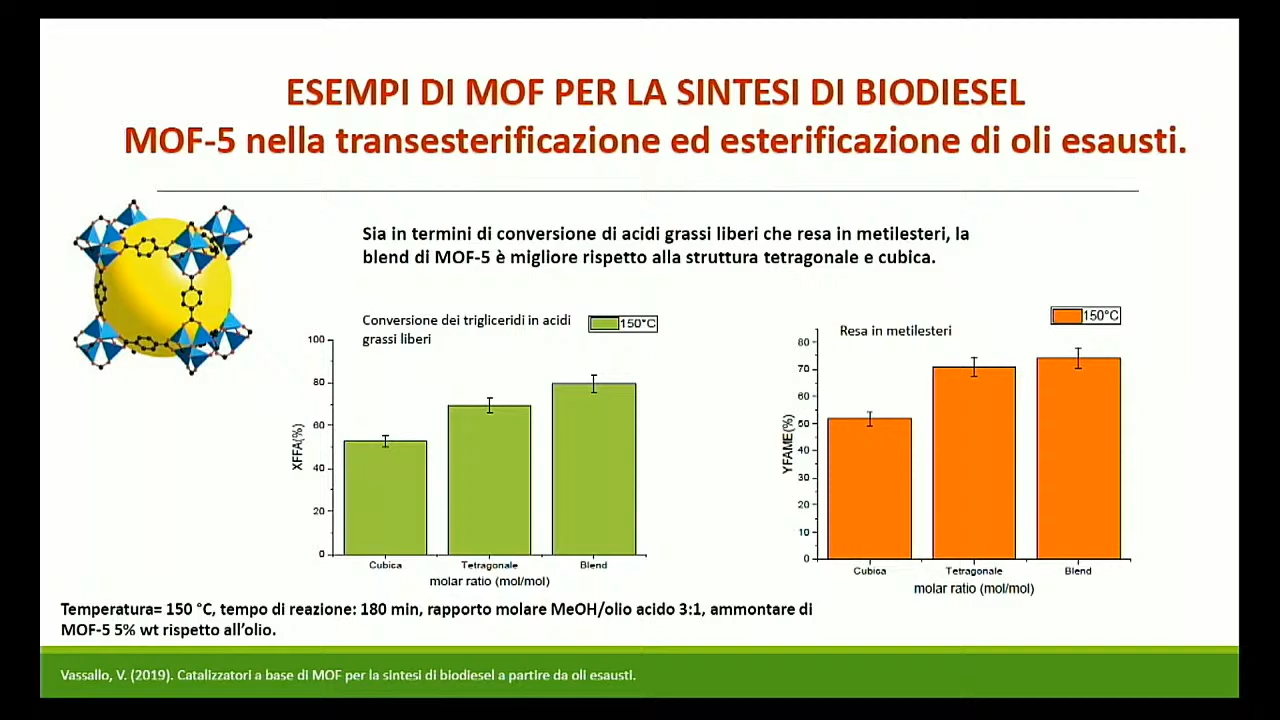 ESEMPI DI MOF PER LA SINTESI DI BIODIESEL
MOF-5 nella transesterificazione ed esterificazione di oli esausti.
Sia in termini di conversione di acidi grassi liberi che resa in metilesteri, la
blend di MOF-5 è migliore rispetto alla struttura tetragonale e cubica.
Conversione dei trigliceridi in acidi
grassi liberi
150°C
100
80
60
40
20
0
XFFA(%)
Cubica
Tetragonale
Blend
molar ratio (mol/mol)
Resa in metilesteri
150°C
80
70
60
50
40
30
20
10
0
YFAME(%)
Cubica
Tetragonale
Blend
molar ratio (mol/mol)
Temperatura= 150 °C, tempo di reazione: 180 min, rapporto molare MeOH/olio acido 3:1, ammontare di
MOF-5 5% wt rispetto all’olio.
Vassallo, V. (2019). Catalizzatori a base di MOF per la sintesi di biodiesel a partire da oli esausti.